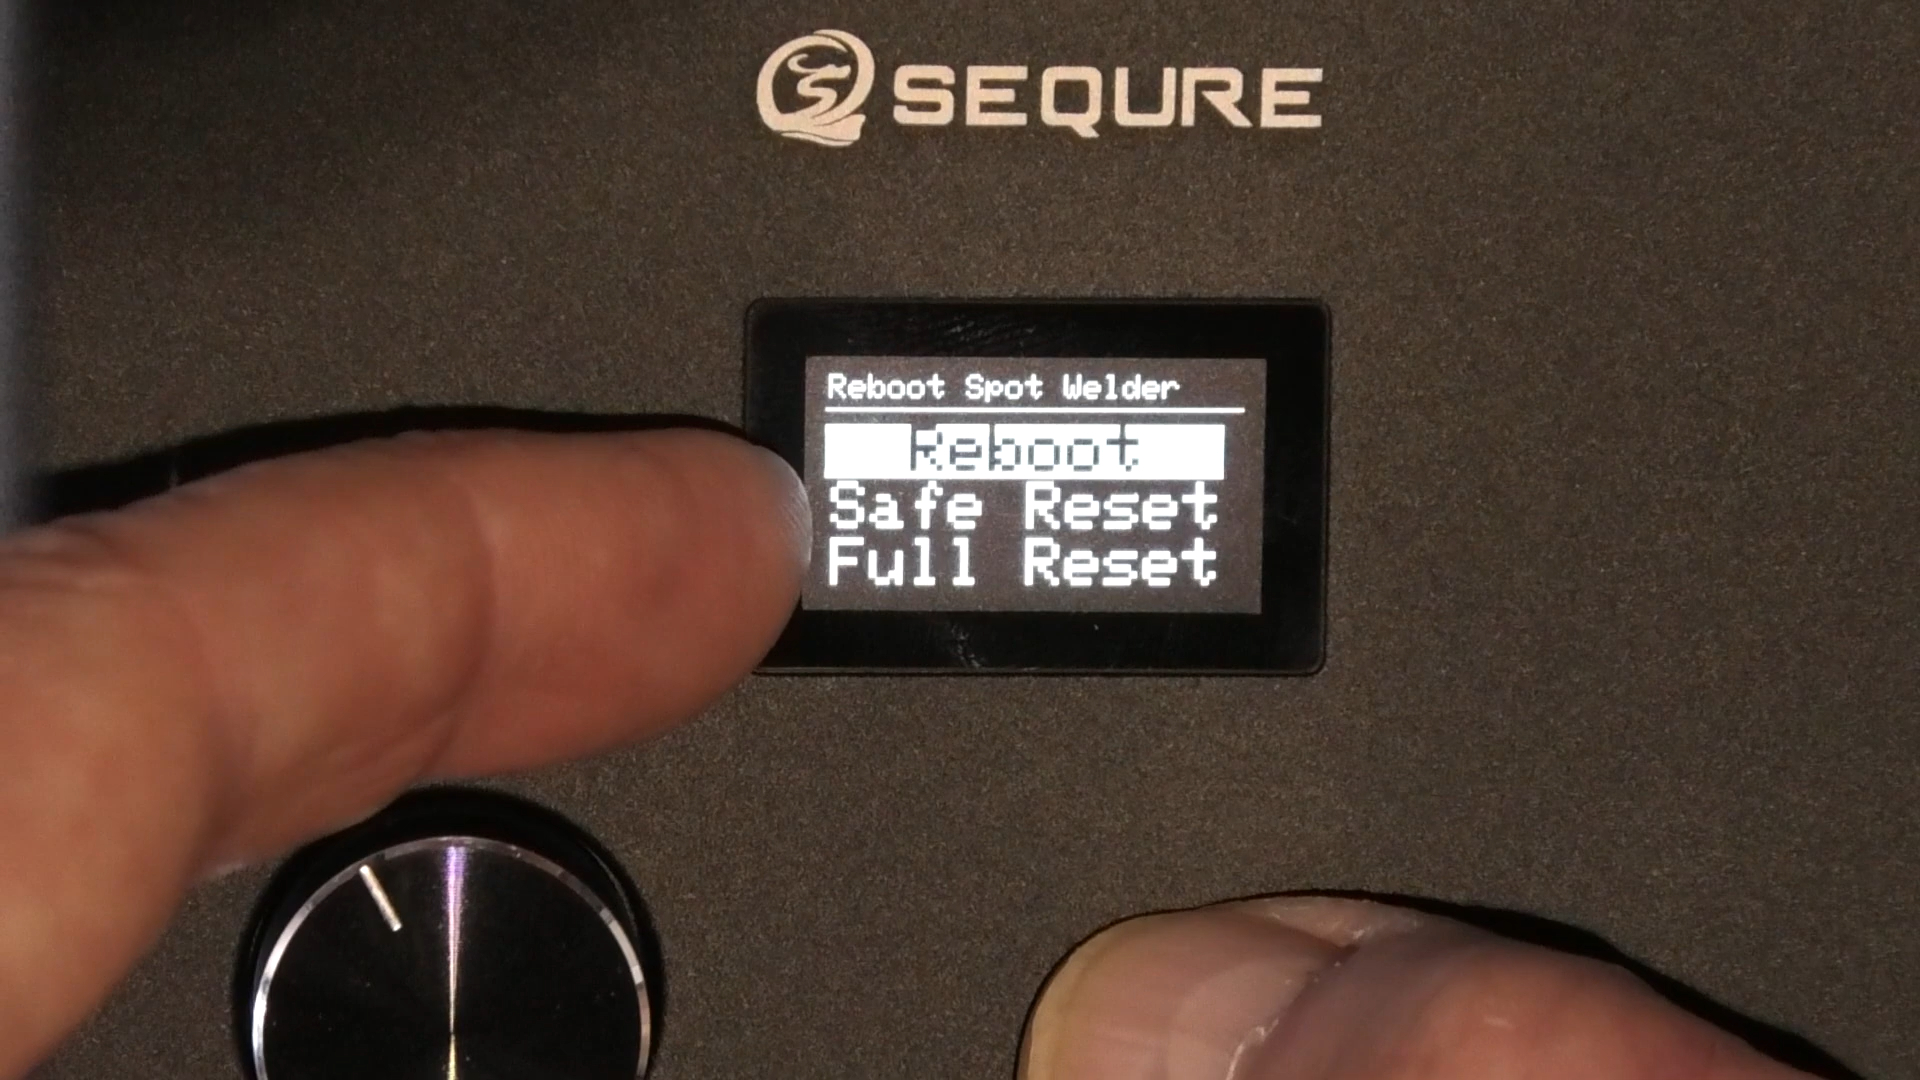 SEQURE
Reboot Spot Welder
Reboot
Safe Reset
Full Reset